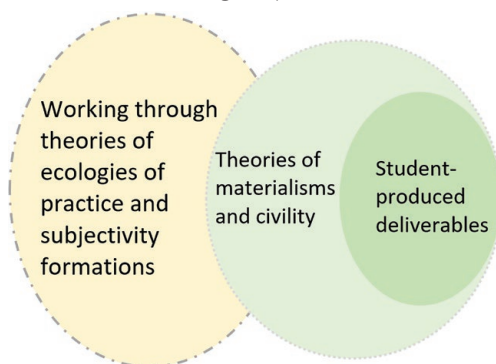 Working through
theories of
ecologies of
practice and
subjectivity
formations
Theories of
materialisms
and civility
Student-
produced
deliverables